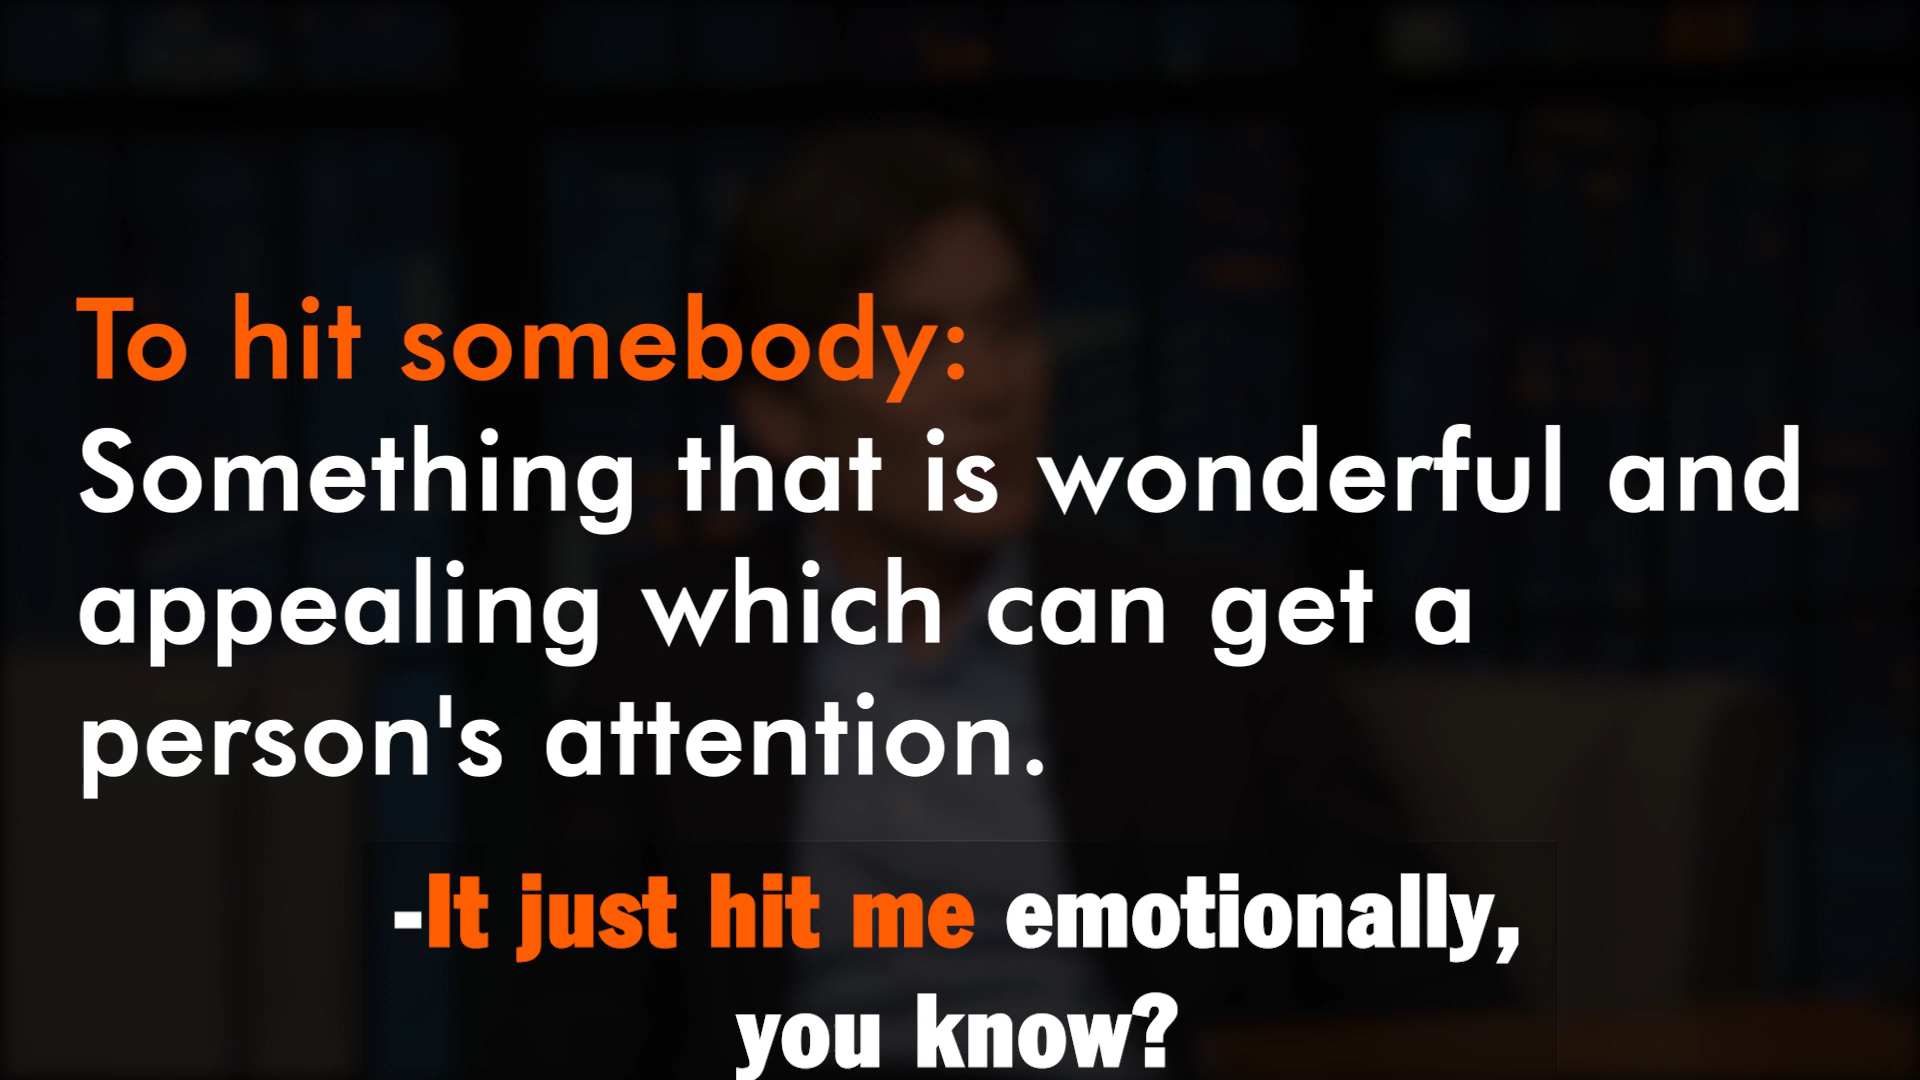 To hit somebody:
Something that is wonderful and
appealing which can get a
person's attention.
-It just hit me emotionally,
you know?